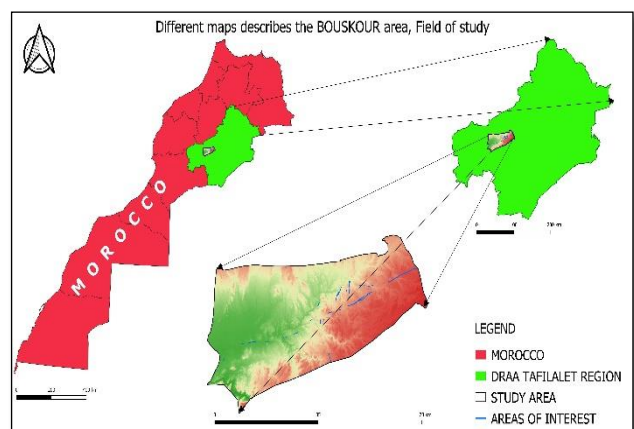 Different maps describes the BOUSKOUR area, Field of study
MOROCCO
LEGEND
MOROCCO
DRAA TAFILALET REGION
STUDY AREA
AREAS OF INTEREST